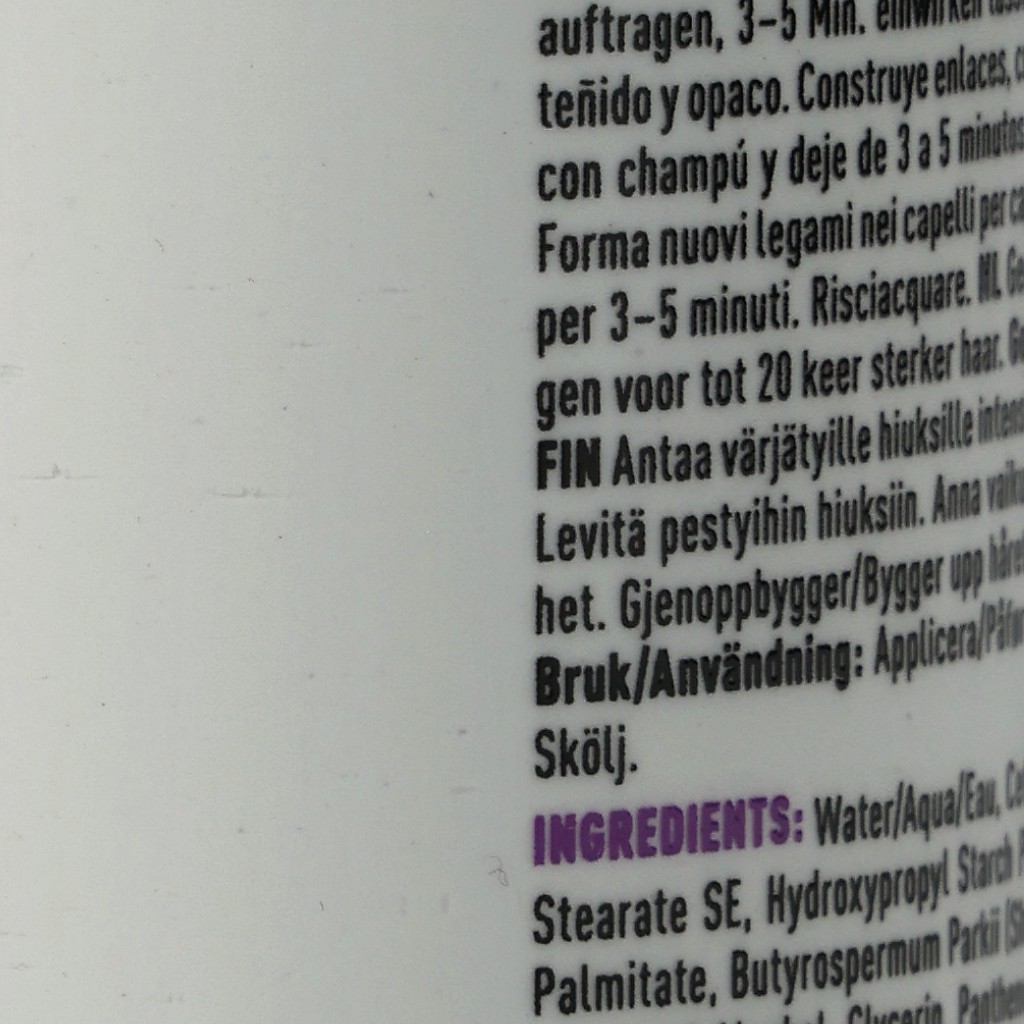 auftragen, 3–5 Min. einwirken
teñido y opaco. Construye enlaces,
con champú y deje de 3 a 5 minutos
Forma nuovi legami nei capelli per
per 3–5 minuti. Risciacquare. NL
gen voor tot 20 keer sterker haar.
FIN Antaa värjätyille hiuksille
Levitä pestyihin hiuksiin. Anna
het. Gjenoppbygger/Bygger upp
Bruk/Användning: Applicera/
Skölj.
INGREDIENTS: Water/Aqua/Eau,
Stearate SE, Hydroxypropyl Starch
Palmitate, Butyrospermum Parkii
Glycerin,